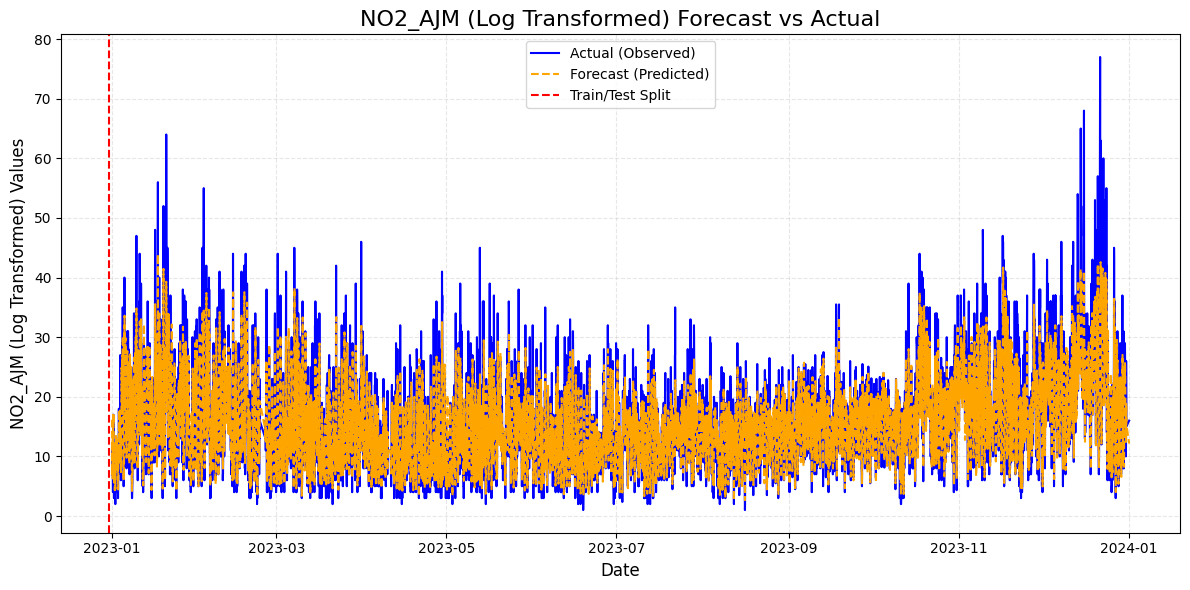 NO2_AJM (Log Transformed) Forecast vs Actual
NO2_AJM (Log Transformed) Values
80
70
60
50
40
30
20
10
0
Actual (Observed)
Forecast (Predicted)
Train/Test Split
2023-01
2023-03
2023-05
2023-07
2023-09
2023-11
2024-01
Date